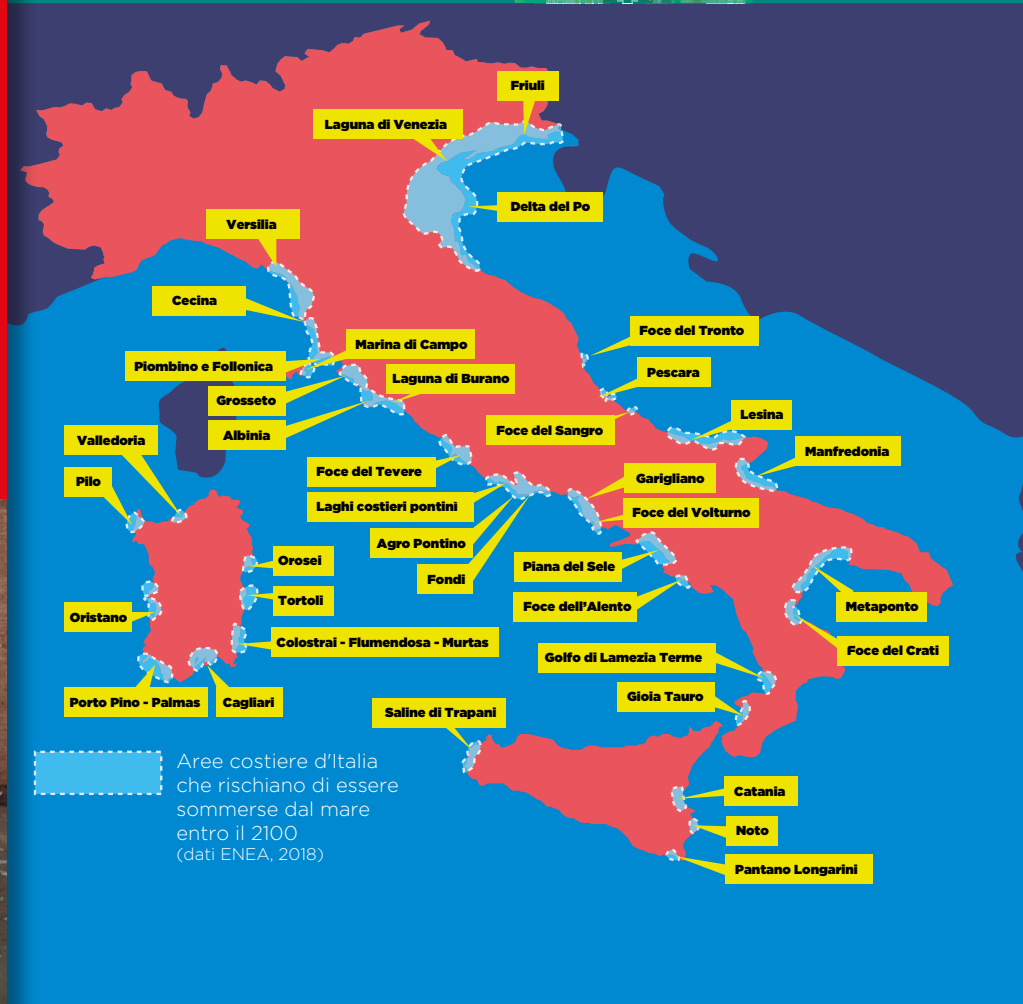 Friuli
Laguna di Venezia
Delta del Po
Versilia
Cecina
Foce del Tronto
Marina di Campo
Piombino e Follonica
Pescara
Laguna di Burano
Grosseto
Lesina
Foce del Sangro
Albinia
Valledoria
Manfredonia
Foce del Tevere
Garigliano
Pilo
Laghi costieri pontini
Foce del Volturno
Agro Pontino
Orosei
Piana del Sele
Fondi
Tortoli
Foce dell'Alento
Metaponto
Oristano
Colostrai - Flumendosa - Murtas
Foce del Crati
Golfo di Lamezia Terme
Gioia Tauro
Porto Pino - Palmas
Cagliari
Saline di Trapani
Aree costiere d'Italia
che rischiano di essere
sommerse dal mare
entro il 2100
(dati ENEA, 2018)
Catania
Noto
Pantano Longarini